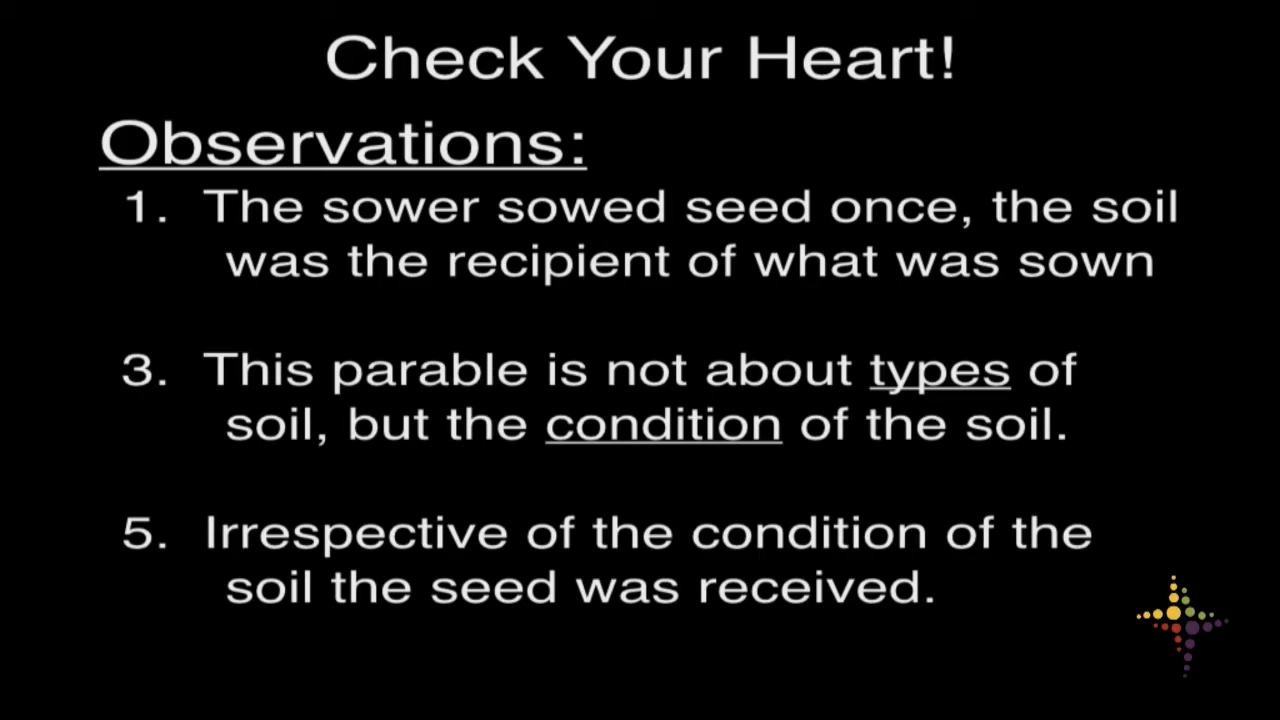 Check Your Heart!
Observations:
1. The sower sowed seed once, the soil
was the recipient of what was sown
3. This parable is not about types of
soil, but the condition of the soil.
5. Irrespective of the condition of the
soil the seed was received.